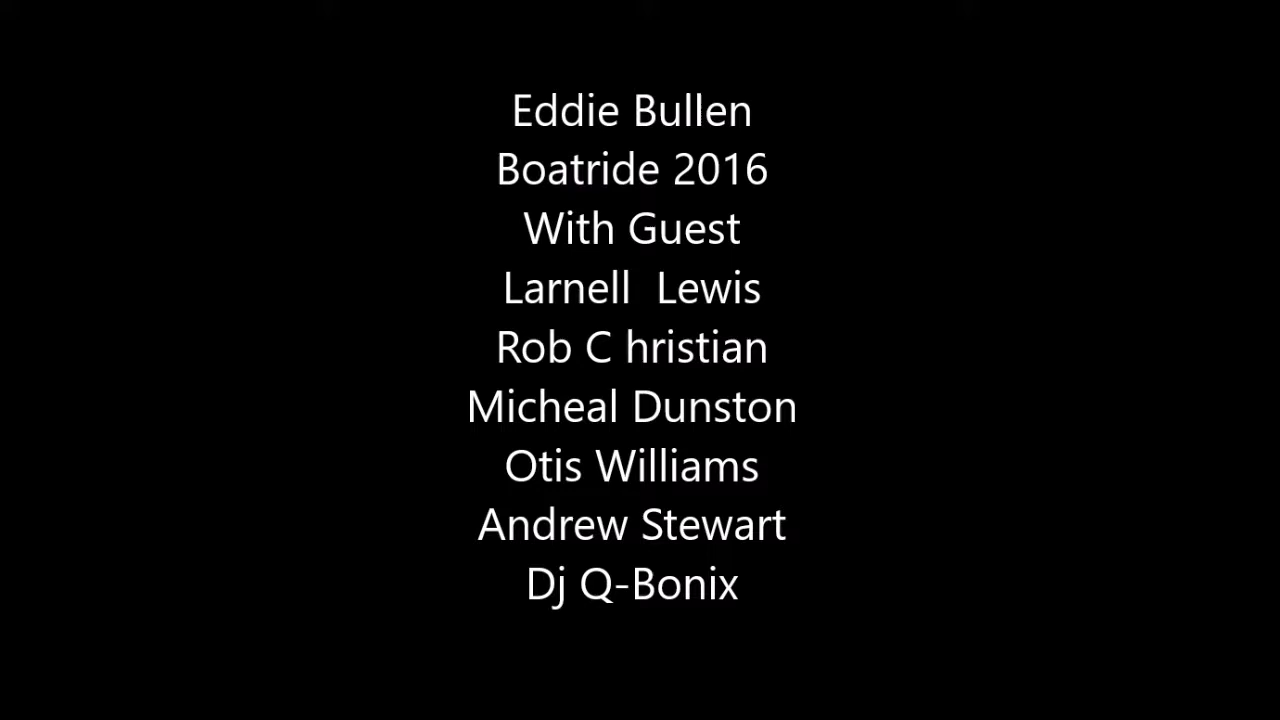 Eddie Bullen
Boatride 2016
With Guest
Larnell  Lewis
Rob C hristian
Micheal Dunston
Otis Williams
Andrew Stewart
Dj Q-Bonix